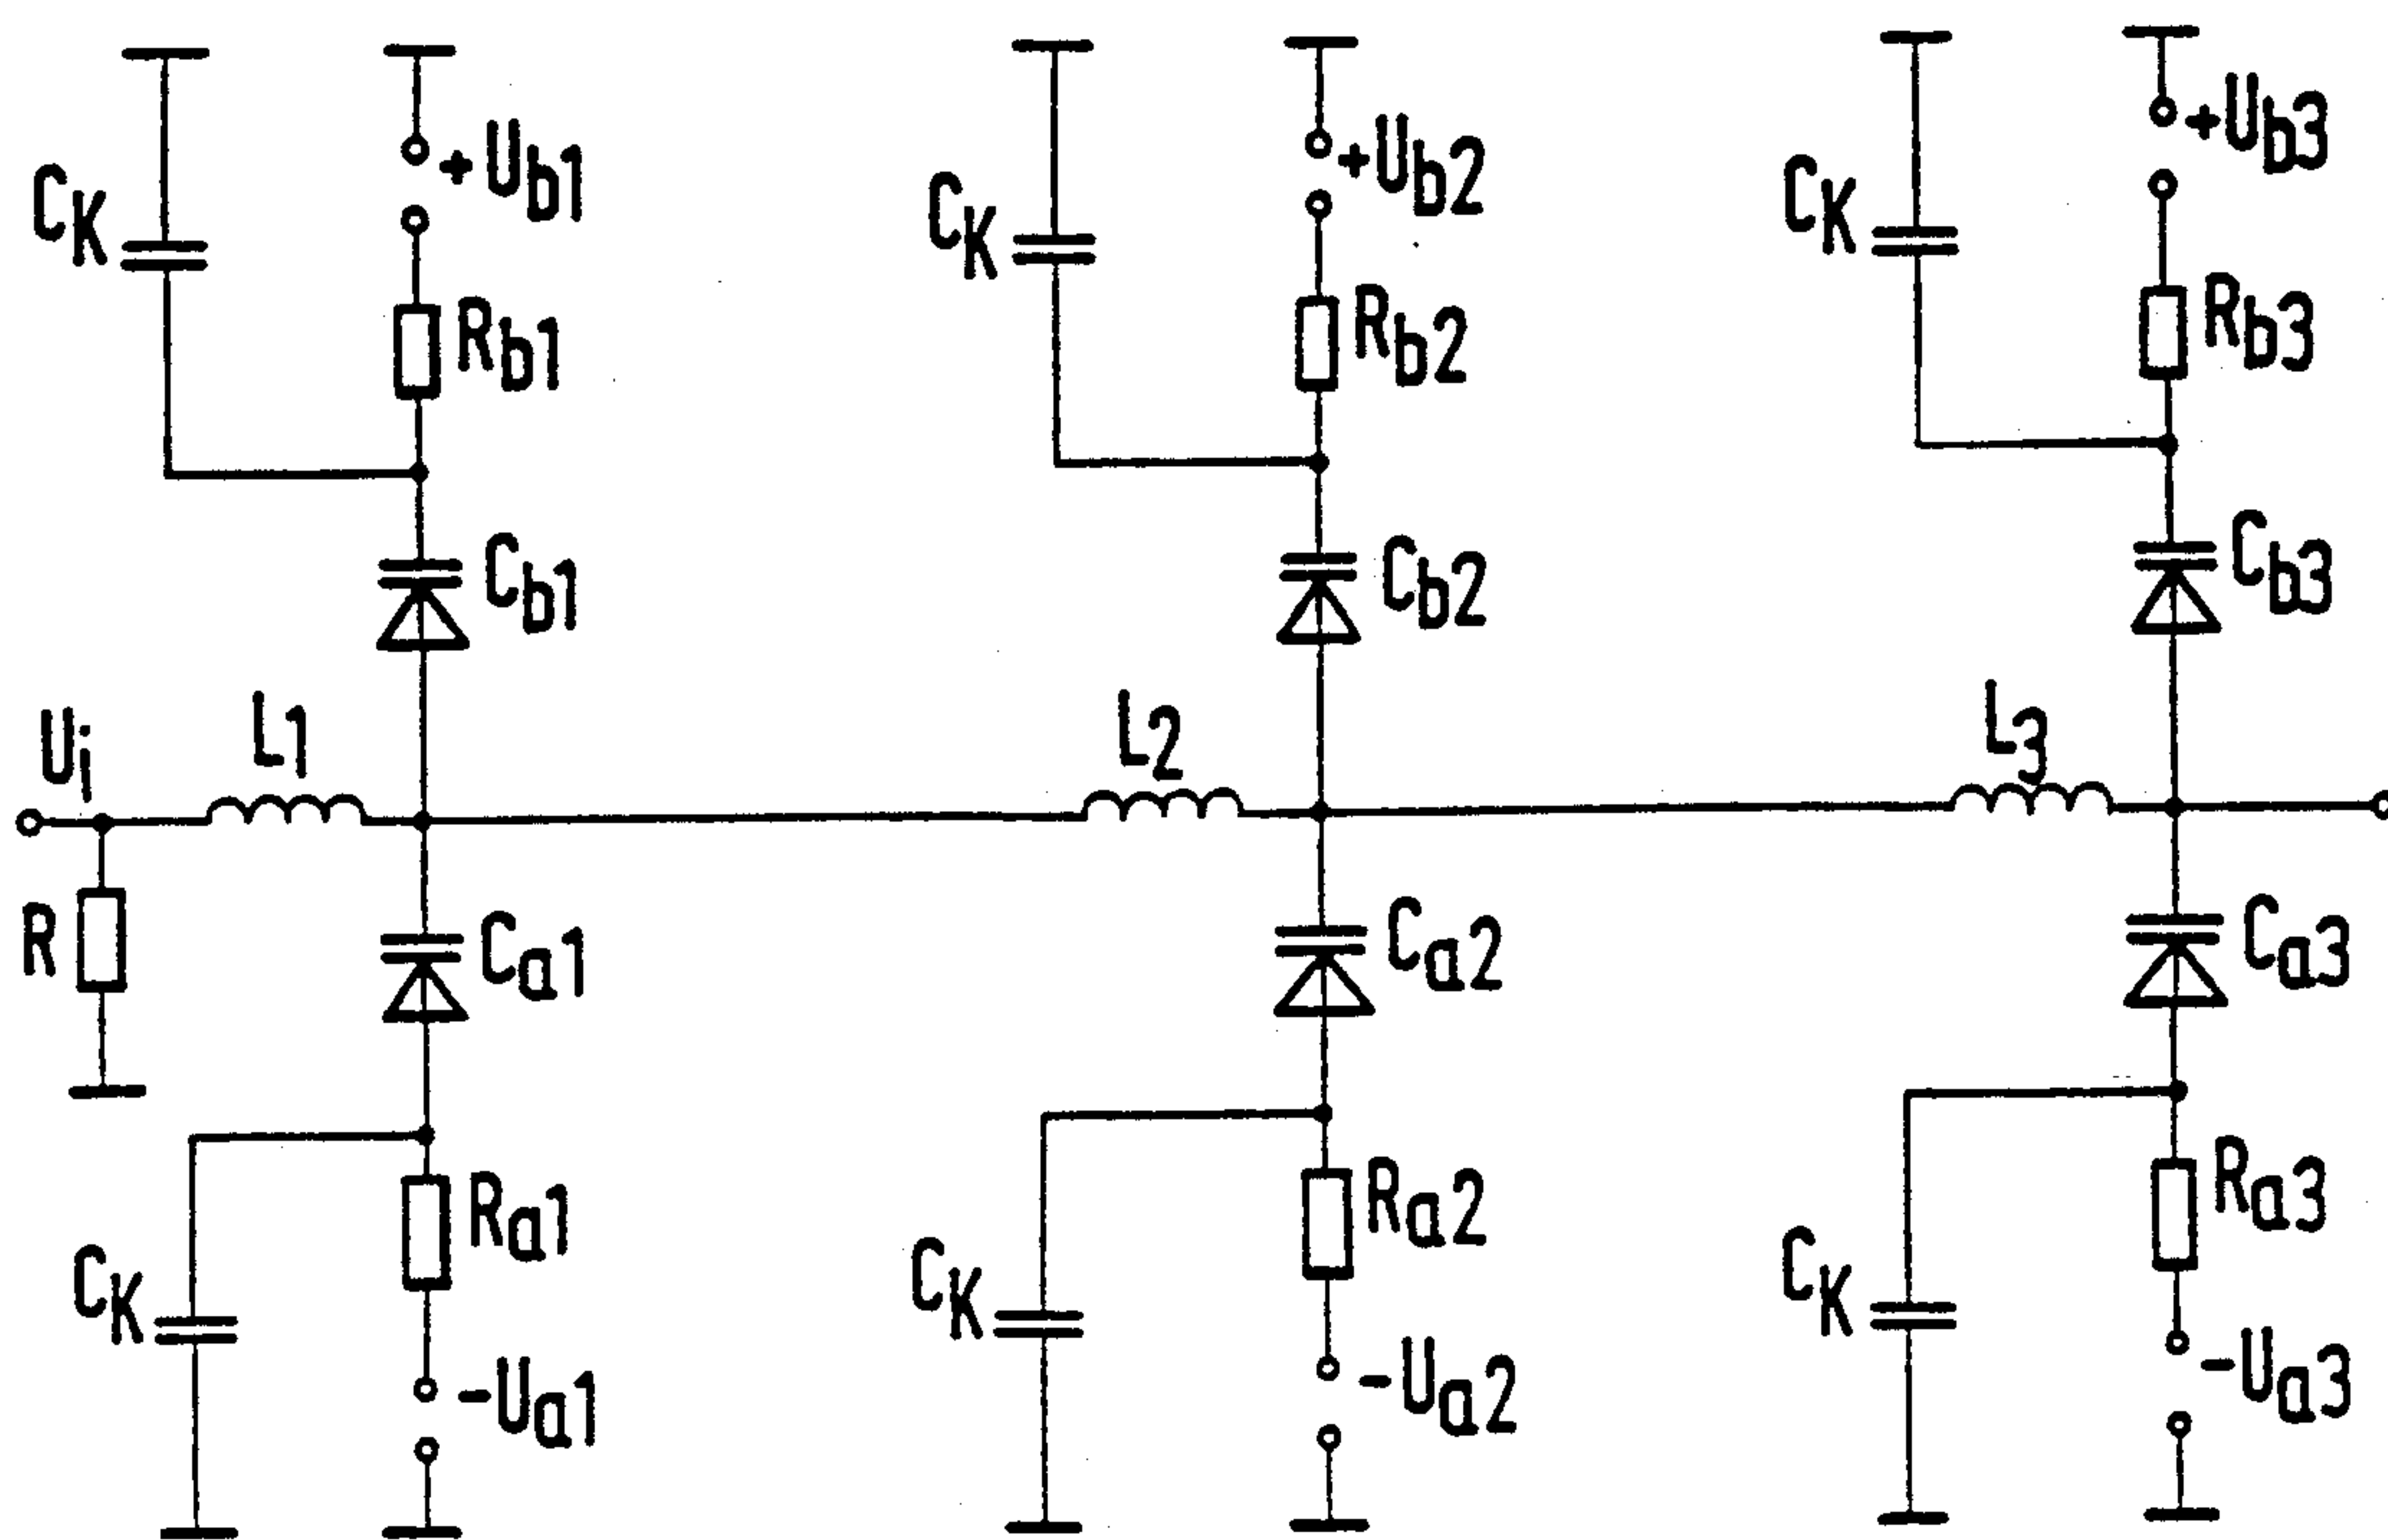 +Ub1
+Ub2
+Ub3
CK
CK
CK
Rb1
Rb2
Rb3
Cb1
Cb2
Cb3
Ui
L1
L2
L3
R
Ca1
Ca2
Ca3
Ra1
Ra2
Ra3
CK
CK
CK
-Ua1
-Ua2
-Ua3